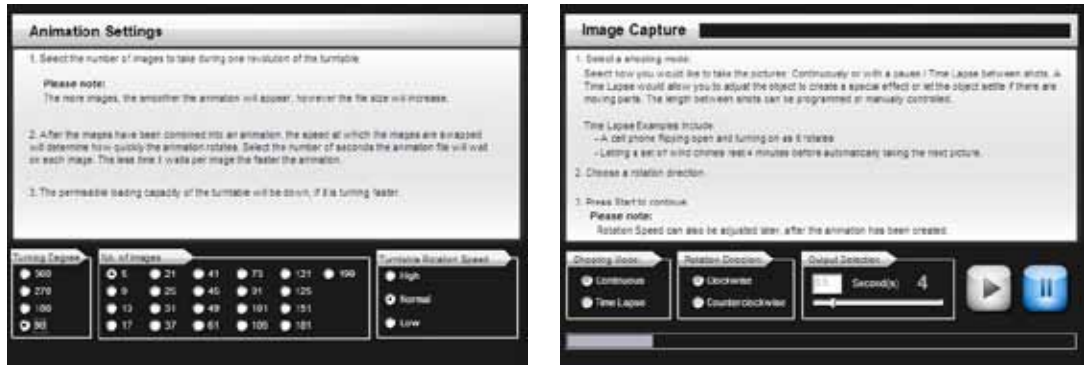 Animation Settings
1. Select the number of images to take during one revolution of the turntable
Please note:
The more images, the smoother the animation will appear, however the file size will increase.
2. After the images have been combined into an animation, the speed at which the images are swapped
will determine how quickly the animation rotates. Select the number of seconds the animation file will wait
on each image. The less time it waits per image the faster the animation.
3. The permissible loading capacity of the turntable will be down, if it is turning faster.
Turning Degree
360
270
180
90
No. of Images
5 21 41 73 121 199
9 25 45 91 125
13 31 49 101 151
17 37 61 105 181
Turntable Rotation Speed
High
Normal
Low
Image Capture
1. Select a shooting mode:
Select how you would like to take the pictures: Continuously or with a pause / Time Lapse between shots. A
Time Lapse would allow you to adjust the object to create a special effect or let the object settle if there are
moving parts. The length between shots can be programmed or manually controlled.
Time Lapse Examples Include
- A cell phone flipping open and turning on as it rotates
- Letting a set of wind chimes rest 4 minutes before automatically taking the next picture.
2. Choose a rotation direction
3. Press Start to continue
Please note:
Rotation Speed can also be adjusted later, after the animation has been created
Shooting Mode
Continuous
Time Lapse
Rotation Direction
Clockwise
Counterclockwise
Output Selection
Second(s) 4